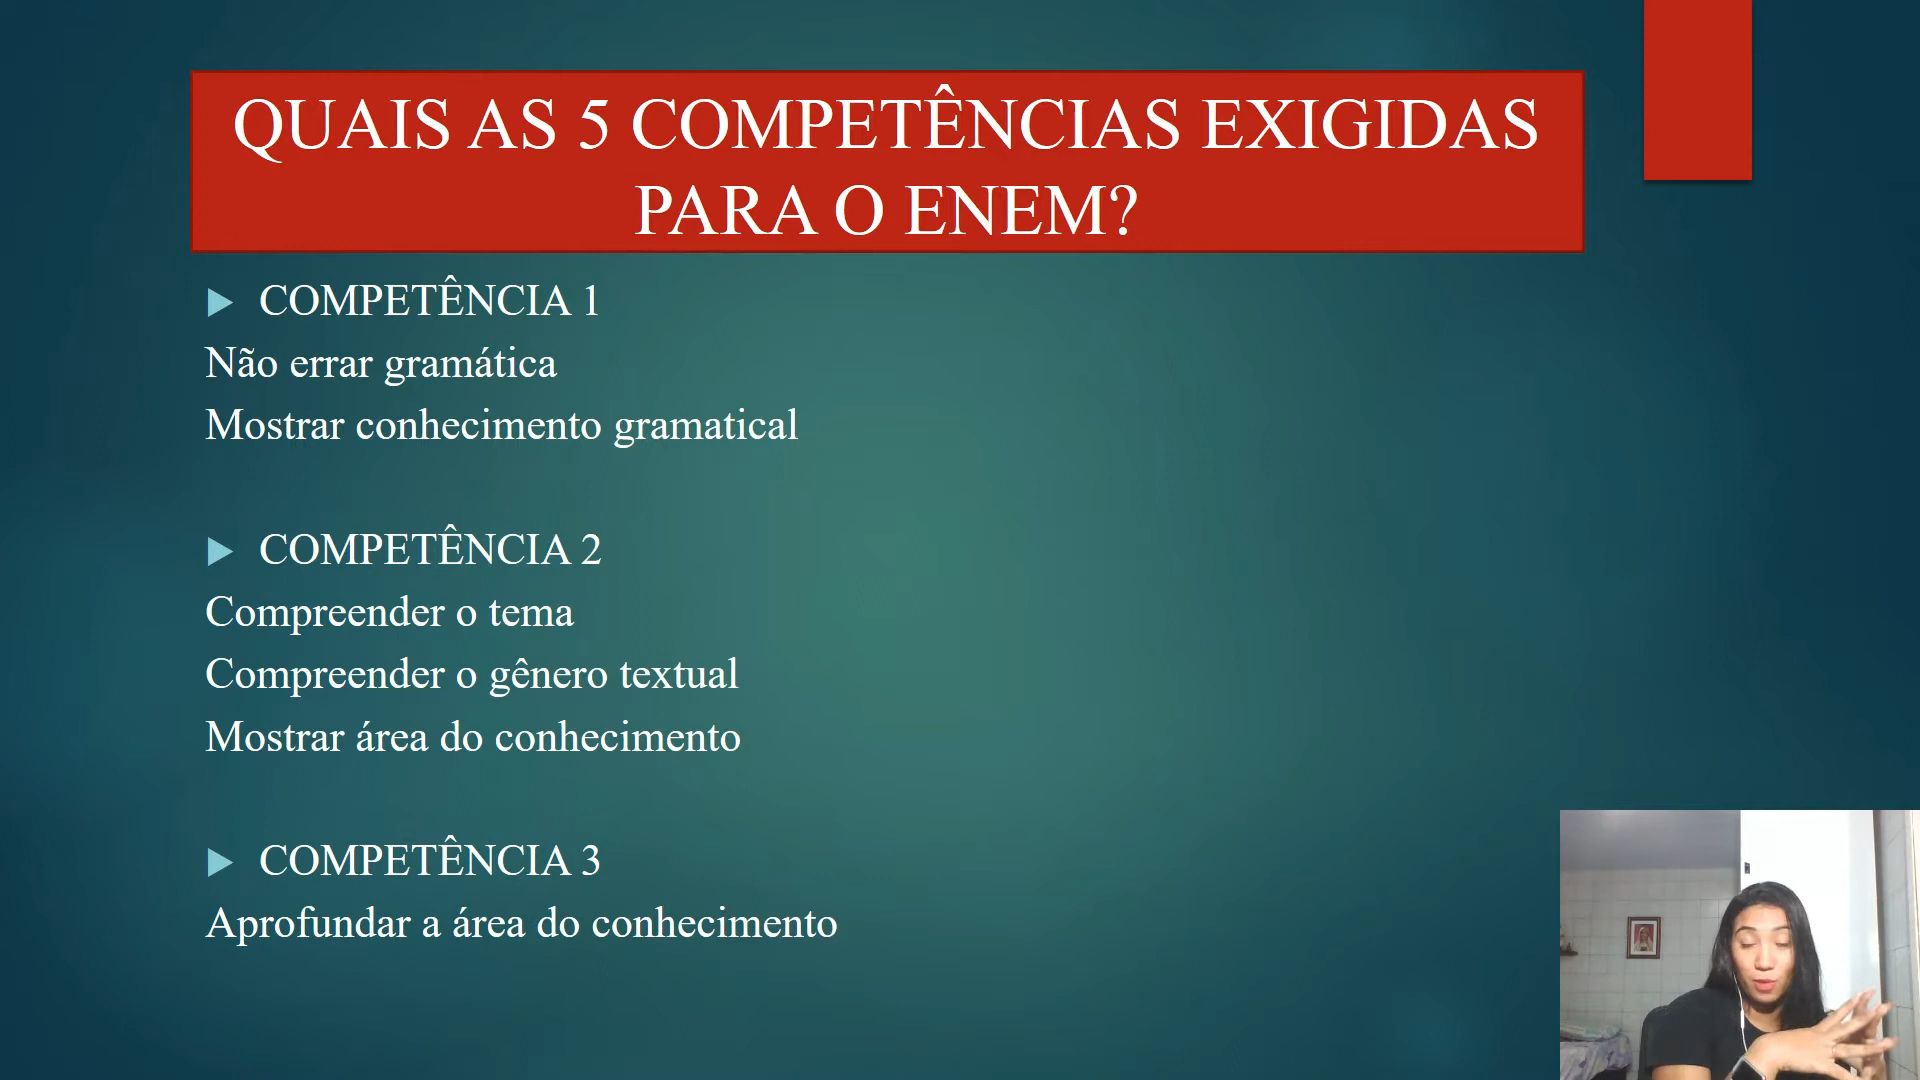 QUAIS AS 5 COMPETÊNCIAS EXIGIDAS
PARA O ENEM?
COMPETÊNCIA 1
Não errar gramática
Mostrar conhecimento gramatical
COMPETÊNCIA 2
Compreender o tema
Compreender o gênero textual
Mostrar área do conhecimento
COMPETÊNCIA 3
Aprofundar a área do conhecimento